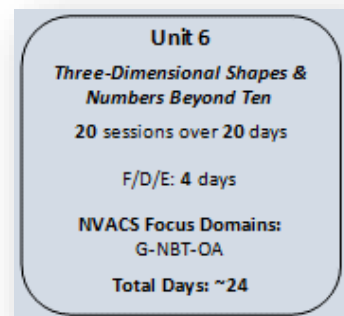 Unit 6
Three-Dimensional Shapes &
Numbers Beyond Ten
20 sessions over 20 days
F/D/E: 4 days
NVACS Focus Domains:
G-NBT-OA
Total Days: ~24